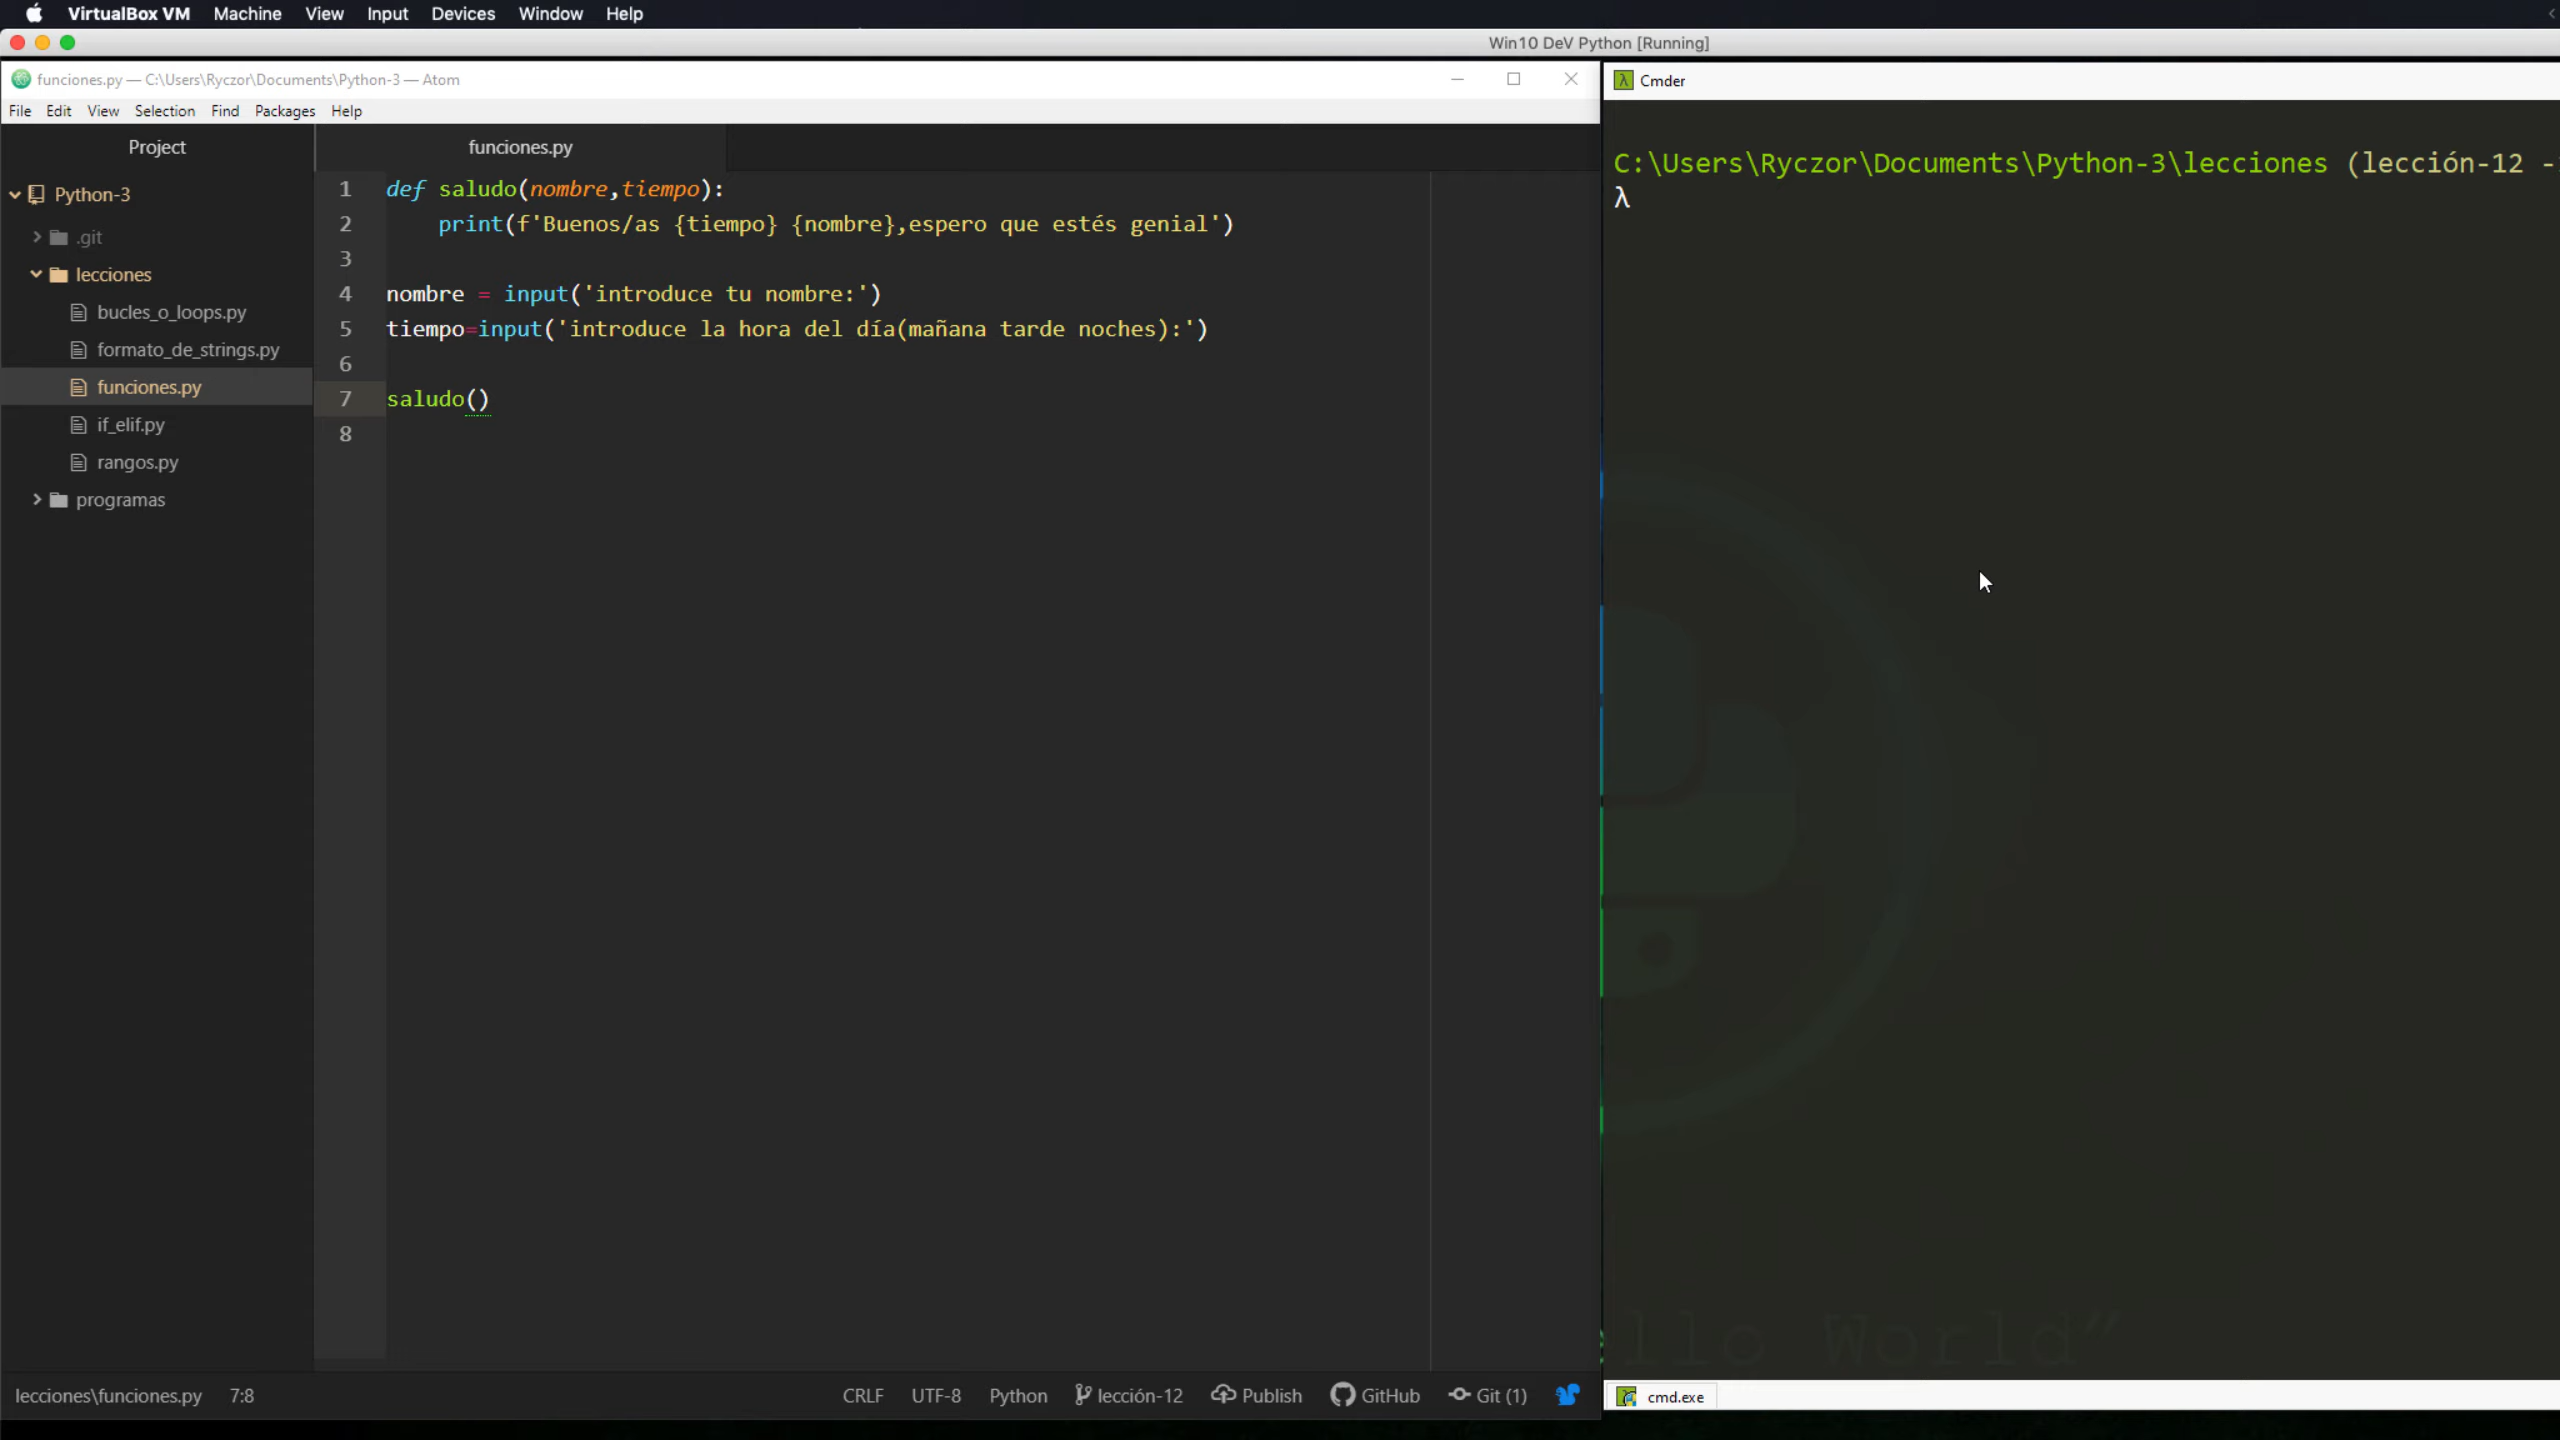 VirtualBox VM Machine View Input Devices Window Help
Win10 DeV Python [Running]
funciones.py — C:\Users\Ryczor\Documents\Python-3 — Atom
File Edit View Selection Find Packages Help
Project
Python-3
.git
lecciones
bucles_o_loops.py
formato_de_strings.py
funciones.py
if_elif.py
rangos.py
programas
funciones.py
1 def saludo(nombre,tiempo):
2 print(f'Buenos/as {tiempo} {nombre},espero que estés genial')
3
4 nombre = input('introduce tu nombre:')
5 tiempo=input('introduce la hora del día(mañana tarde noches):')
6
7 saludo()
8
lecciones\funciones.py 7:8 CRLF UTF-8 Python lección-12 Publish GitHub Git (1)
Cmder
C:\Users\Ryczor\Documents\Python-3\lecciones (lección-12 -
λ
ello World”
cmd.exe